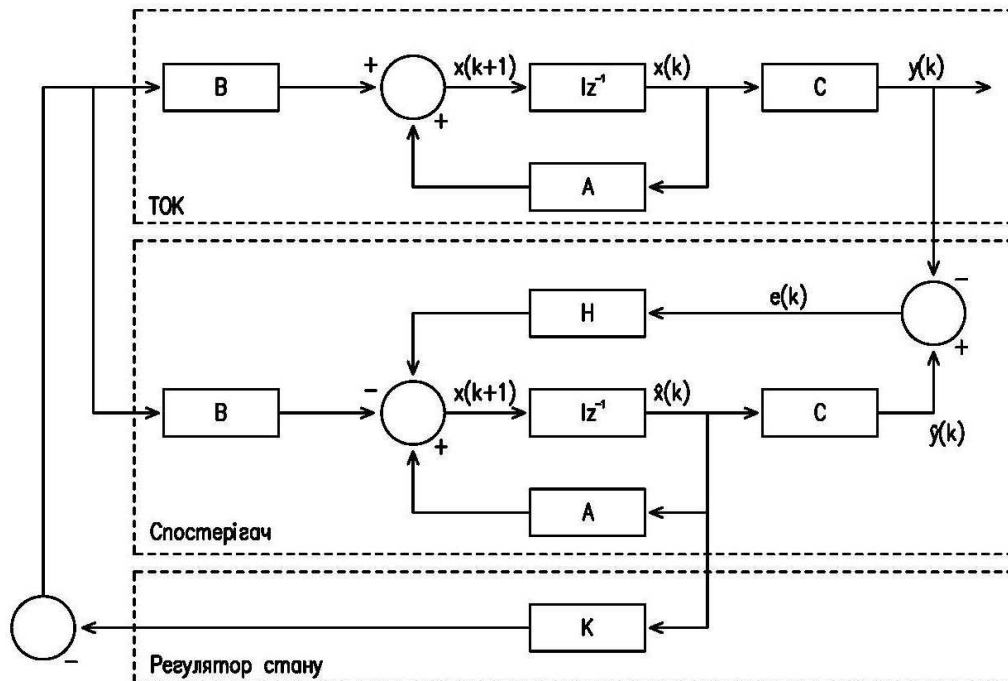 B
+
+
x(k+1)
Iz⁻¹
x(k)
C
y(k)
A
ТОК
H
e(k)
-
+
B
-
+
x(k+1)
Iz⁻¹
x̂(k)
C
ŷ(k)
A
Спостерігач
K
-
Регулятор стану